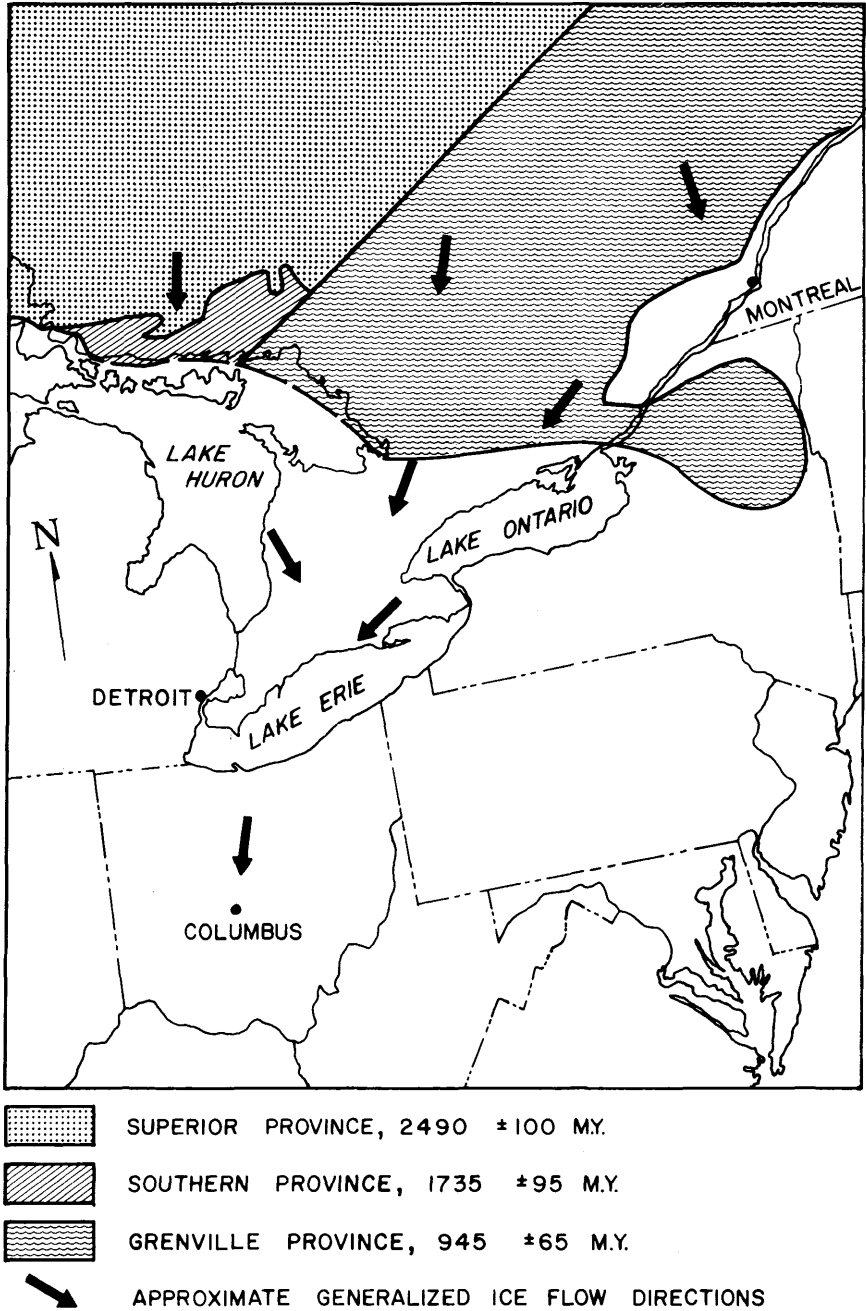 MONTREAL
LAKE
HURON
N
LAKE ONTARIO
DETROIT
LAKE ERIE
COLUMBUS
SUPERIOR PROVINCE, 2490 ±100 M.Y.
SOUTHERN PROVINCE, 1735 ±95 M.Y.
GRENVILLE PROVINCE, 945 ±65 M.Y.
APPROXIMATE GENERALIZED ICE FLOW DIRECTIONS